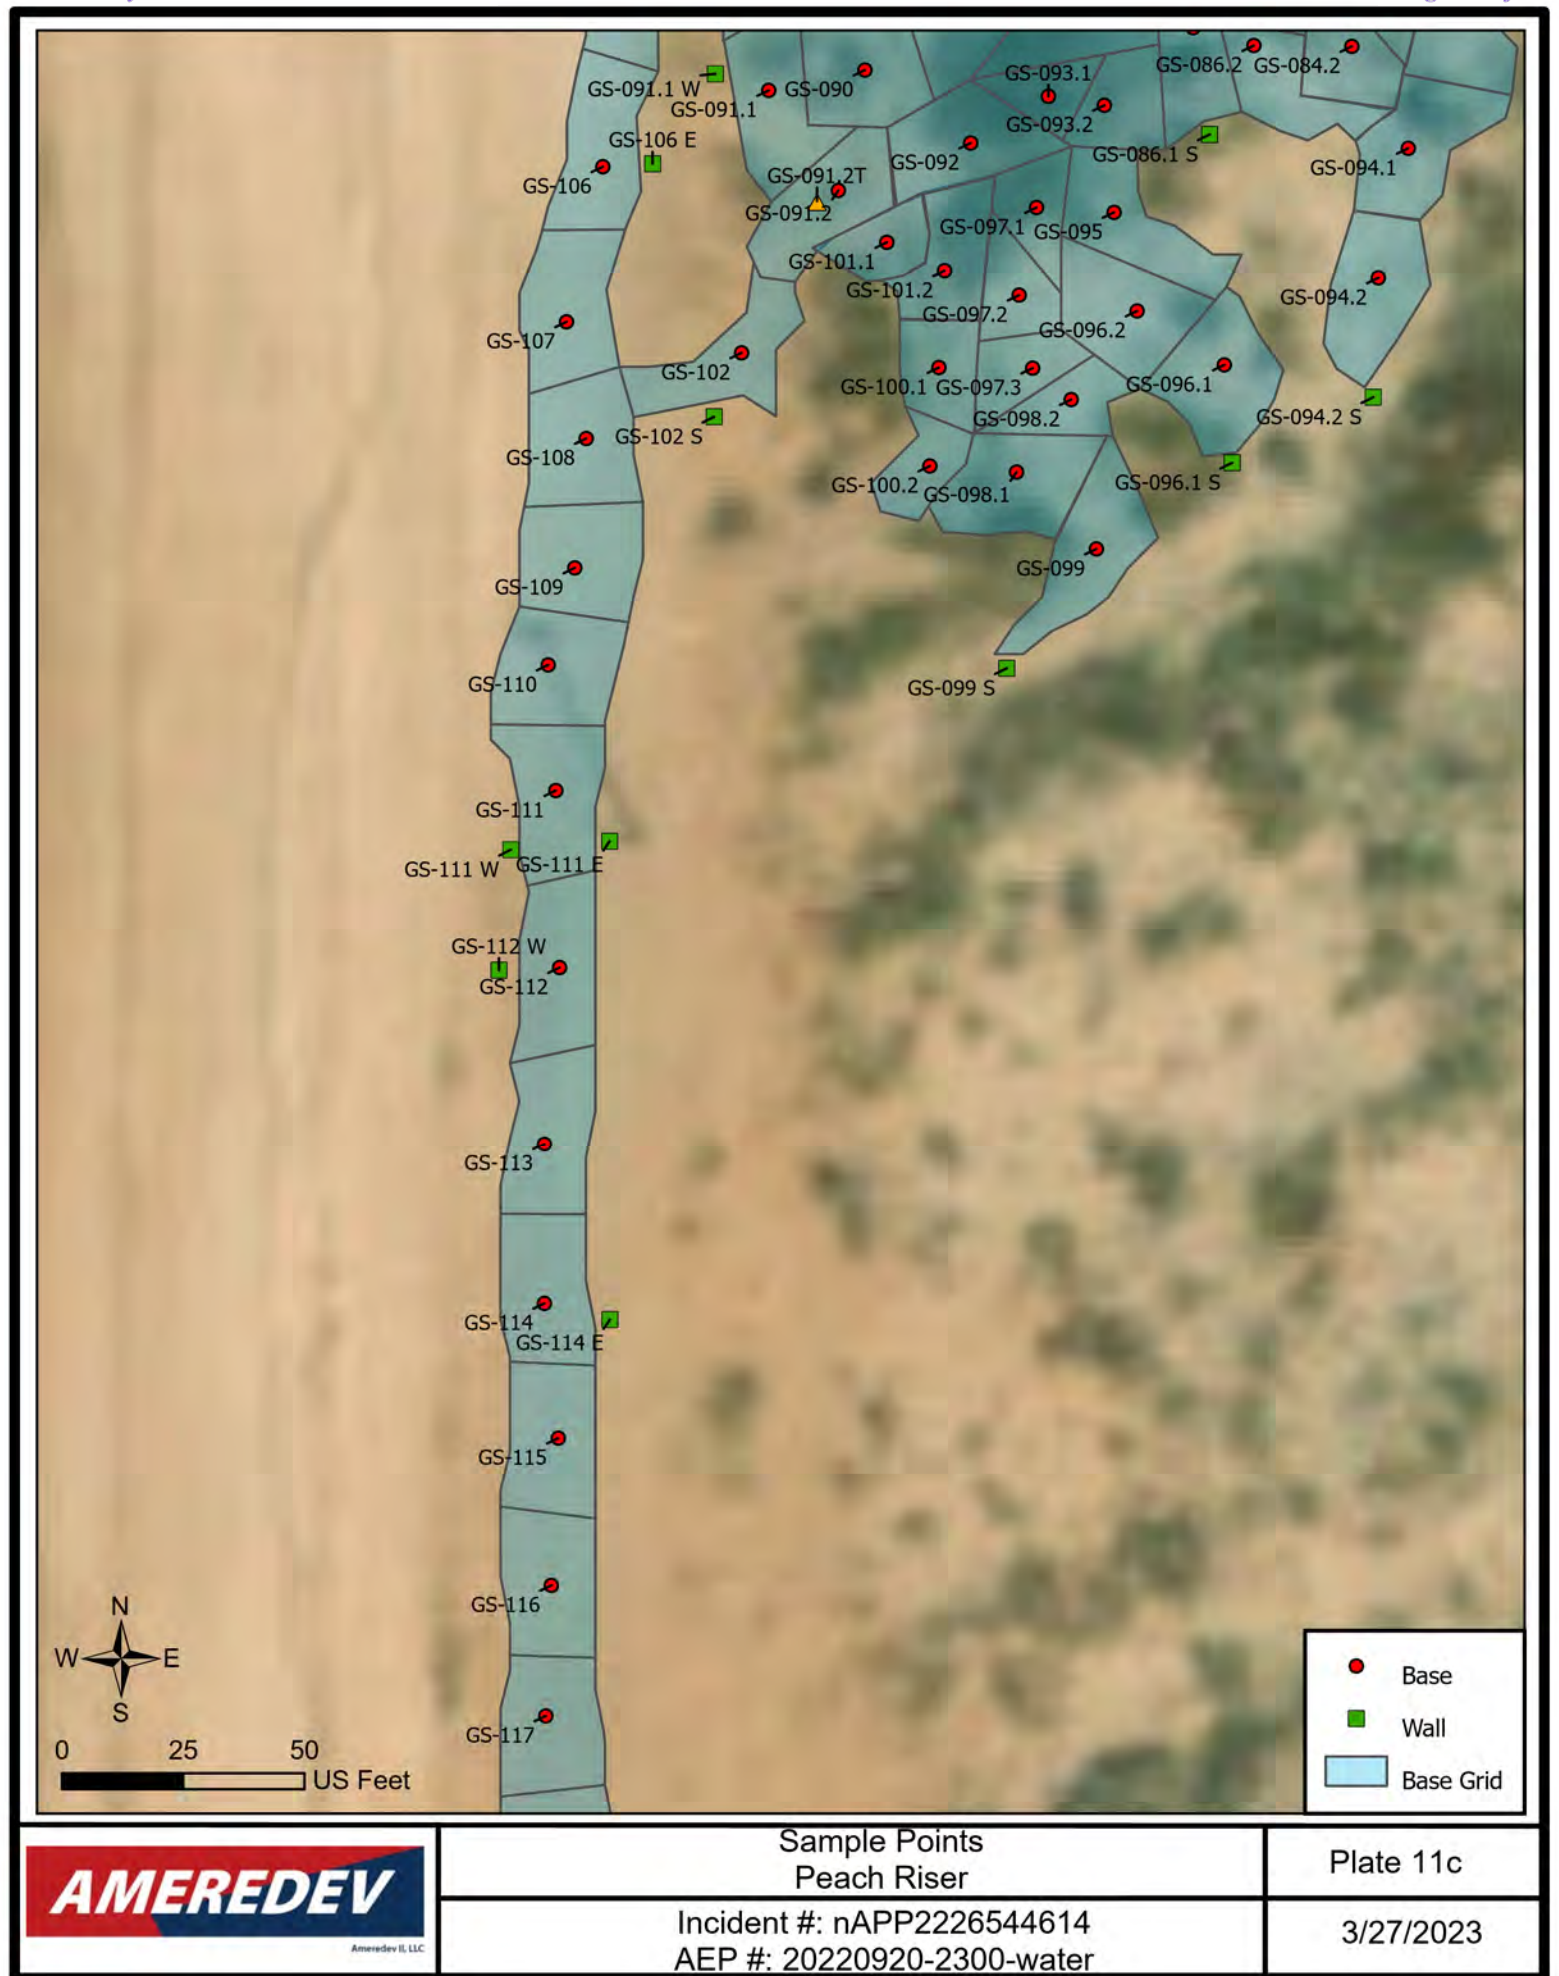 GS-093.1
GS-086.2
GS-084.2
GS-091.1 W
GS-090
GS-091.1
GS-093.2
GS-106 E
GS-092
GS-086.1 S
GS-094.1
GS-091.2T
GS-106
GS-091.2
GS-097.1
GS-095
GS-101.1
GS-101.2
GS-094.2
GS-097.2
GS-096.2
GS-107
GS-102
GS-100.1
GS-097.3
GS-096.1
GS-098.2
GS-094.2 S
GS-102 S
GS-108
GS-100.2
GS-098.1
GS-096.1 S
GS-099
GS-109
GS-110
GS-099 S
GS-111
GS-111 W
GS-111 E
GS-112 W
GS-112
GS-113
GS-114
GS-114 E
GS-115
GS-116
GS-117
N
W
E
S
0 25 50
US Feet
Base
Wall
Base Grid
AMEREDEV
Ameredev II, LLC
Sample Points
Peach Riser
Plate 11c
Incident #: nAPP2226544614
AEP #: 20220920-2300-water
3/27/2023